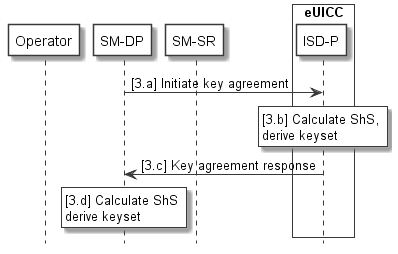 eUICC
Operator
SM-DP
SM-SR
ISD-P
[3.a] Initiate key agreement
[3.b] Calculate ShS,
derive keyset
[3.c] Key agreement response
[3.d] Calculate ShS
derive keyset